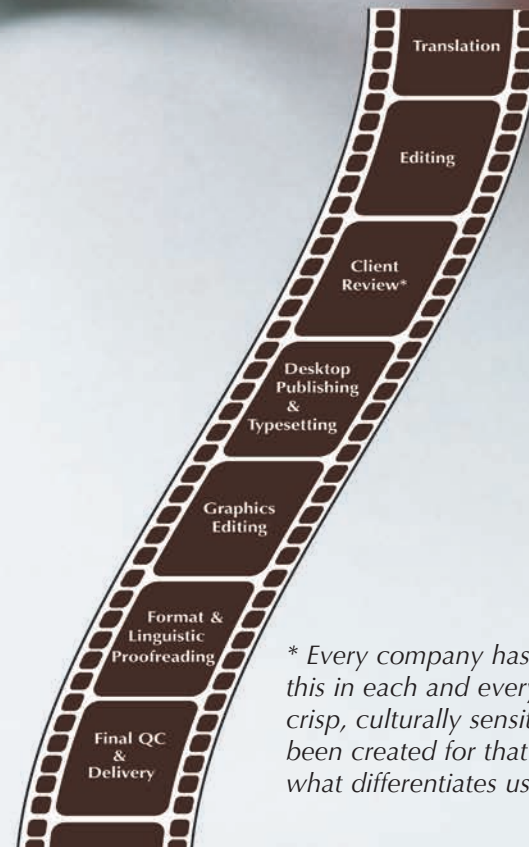 Translation
Editing
Client
Review*
Desktop
Publishing
&
Typesetting
Graphics
Editing
Format &
Linguistic
Proofreading
Final QC
&
Delivery
* Every company has
this in each and every
crisp, culturally sensit
been created for that
what differentiates us